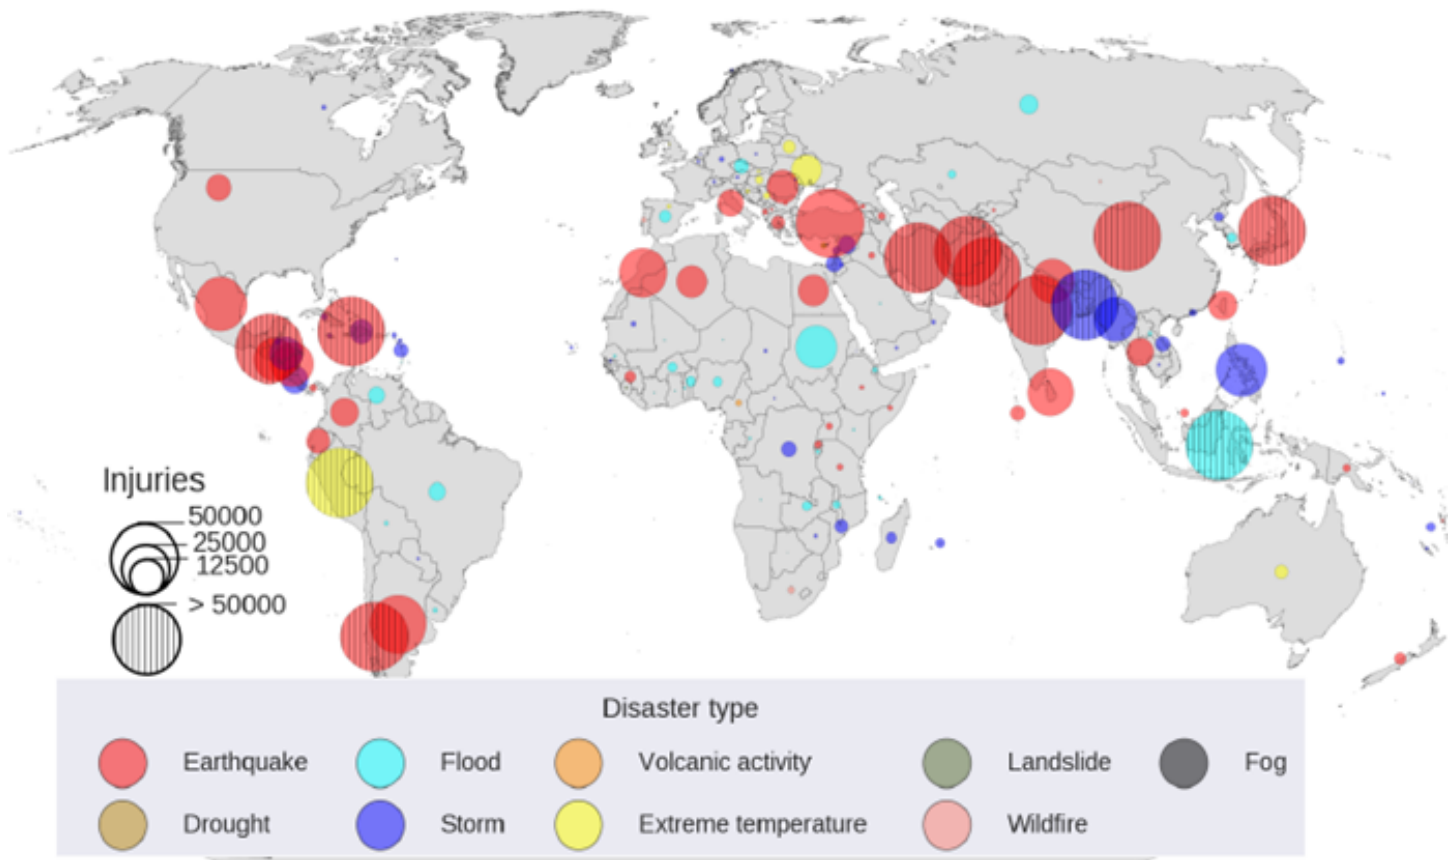 Injuries
50000
25000
12500
> 50000
Disaster type
Earthquake Flood Volcanic activity Landslide Fog
Drought Storm Extreme temperature Wildfire